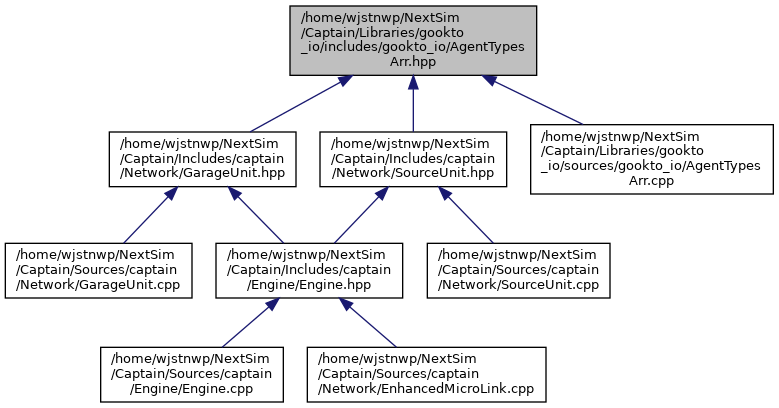 /home/wjstnwp/NextSim
/Captain/Libraries/gookto
_io/includes/gookto_io/AgentTypes
Arr.hpp
/home/wjstnwp/NextSim
/Captain/Includes/captain
/Network/GarageUnit.hpp
/home/wjstnwp/NextSim
/Captain/Includes/captain
/Network/SourceUnit.hpp
/home/wjstnwp/NextSim
/Captain/Libraries/gookto
_io/sources/gookto_io/AgentTypes
Arr.cpp
/home/wjstnwp/NextSim
/Captain/Sources/captain
/Network/GarageUnit.cpp
/home/wjstnwp/NextSim
/Captain/Includes/captain
/Engine/Engine.hpp
/home/wjstnwp/NextSim
/Captain/Sources/captain
/Network/SourceUnit.cpp
/home/wjstnwp/NextSim
/Captain/Sources/captain
/Engine/Engine.cpp
/home/wjstnwp/NextSim
/Captain/Sources/captain
/Network/EnhancedMicroLink.cpp